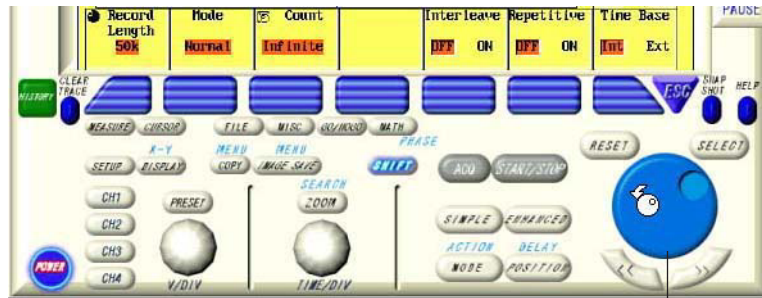 PAUSE
Record Length
50k
Mode
Normal
Count
Infinite
Interleave
OFF ON
Repetitive
OFF ON
Time Base
Int Ext
HISTORY
CLEAR TRACE
ESC
SNAP SHOT
HELP
MEASURE CURSOR FILE MISC GO/NOGO MATH
X-Y MENU MENU PHASE
SETUP DISPLAY COPY IMAGE SAVE SHIFT ACQ START/STOP
RESET SELECT
SEARCH
CH1 PRESET ZOOM
CH2 SIMPLE ENHANCED
CH3 ACTION DELAY
CH4 MODE POSITION
POWER
V/DIV TIME/DIV
<< >>